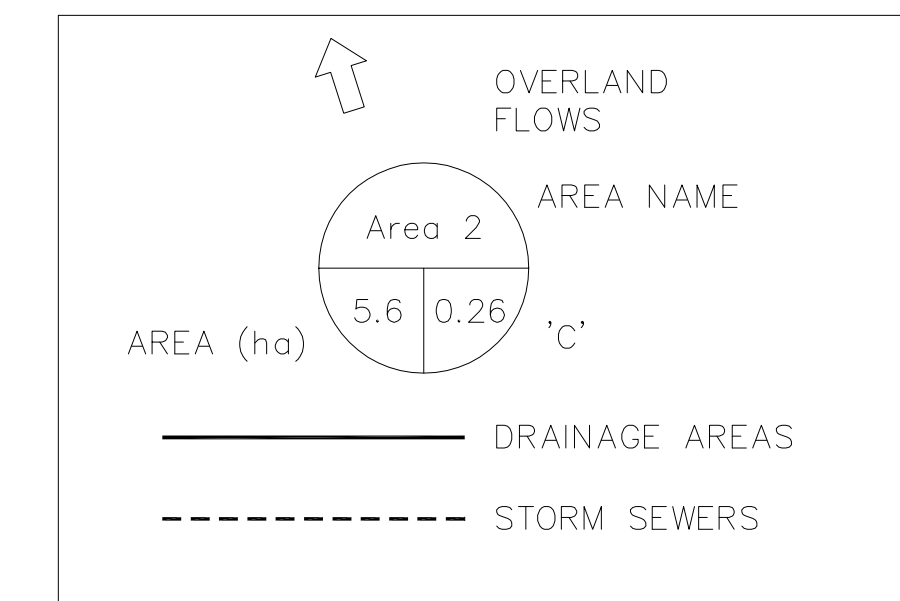 OVERLAND
FLOWS
AREA NAME
Area 2
5.6 0.26
AREA (ha)
'C'
DRAINAGE AREAS
STORM SEWERS